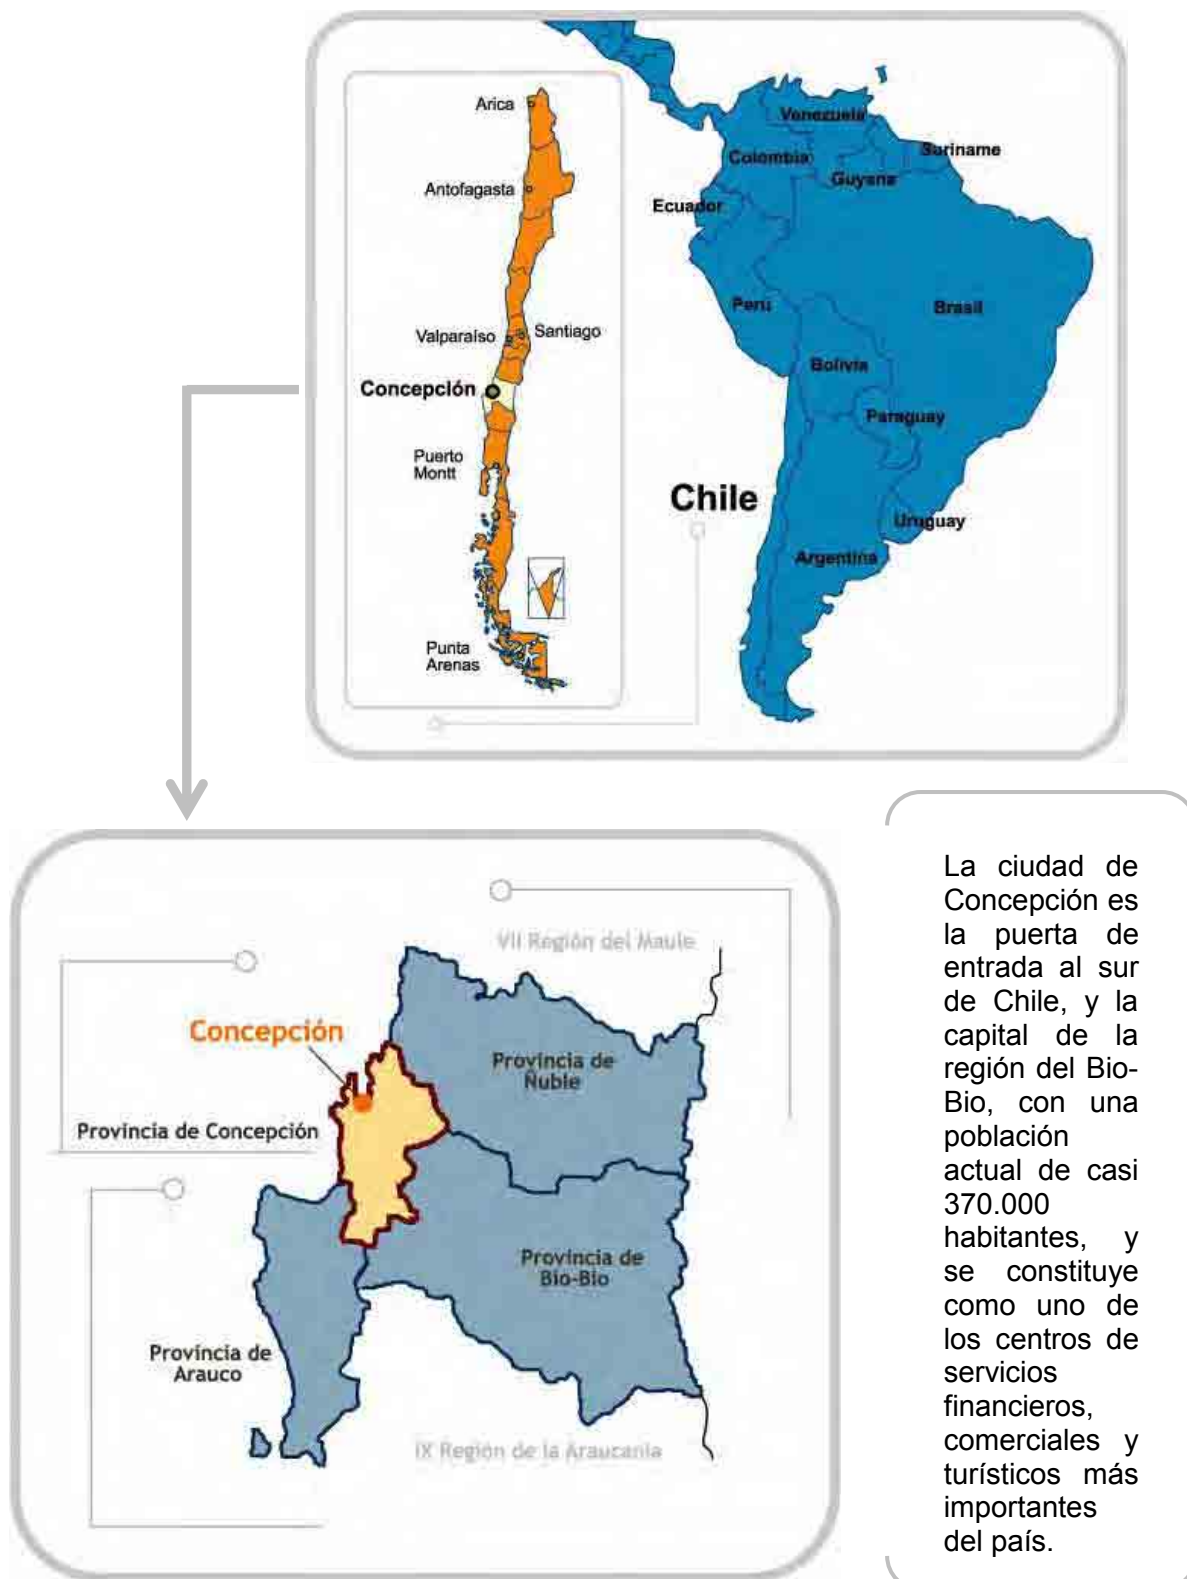 Arica
Antofagasta
Valparaíso
Santiago
Concepción
Puerto
Montt
Punta
Arenas
Venezuela
Colombia
Suriname
Guyana
Ecuador
Perú
Brasil
Bolivia
Paraguay
Chile
Uruguay
Argentina
VII Región del Maule
Concepción
Provincia de
Ñuble
Provincia de Concepción
Provincia de
Bio-Bio
Provincia de
Arauco
IX Región de la Araucania
La ciudad de
Concepción es
la puerta de
entrada al sur
de Chile, y la
capital de la
región del Bio-
Bio, con una
población
actual de casi
370.000
habitantes, y
se constituye
como uno de
los centros de
servicios
financieros,
comerciales y
turísticos más
importantes
del país.